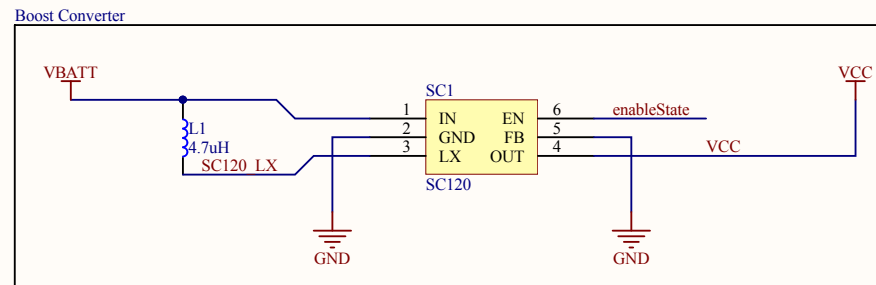 Boost Converter
VBATT
VCC
SC1
1 IN EN 6 enableState
L1
2 GND FB 5
4.7uH
3 LX OUT 4 VCC
SC120_LX
SC120
GND
GND